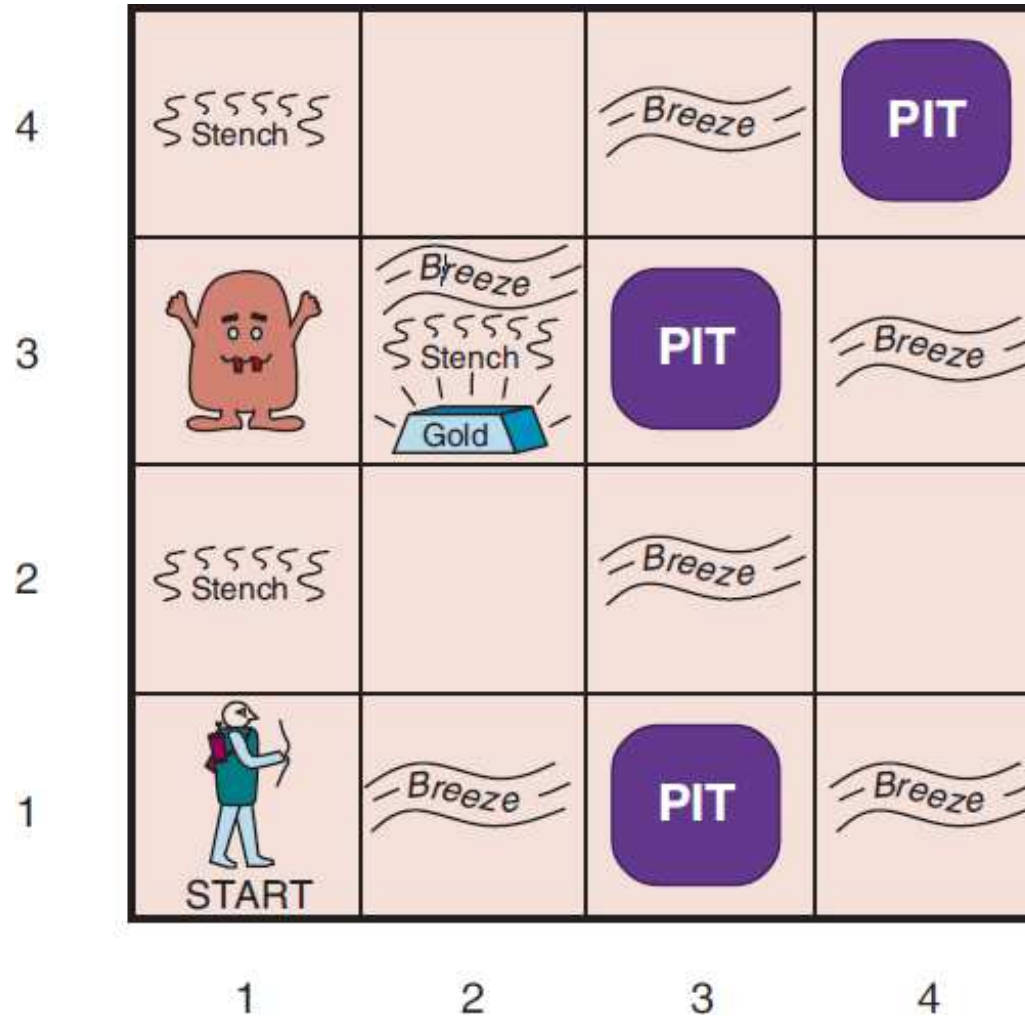 4
Stench
Breeze
PIT
3
Breeze
Stench
Gold
PIT
Breeze
2
Stench
Breeze
1
START
Breeze
PIT
Breeze
1 2 3 4